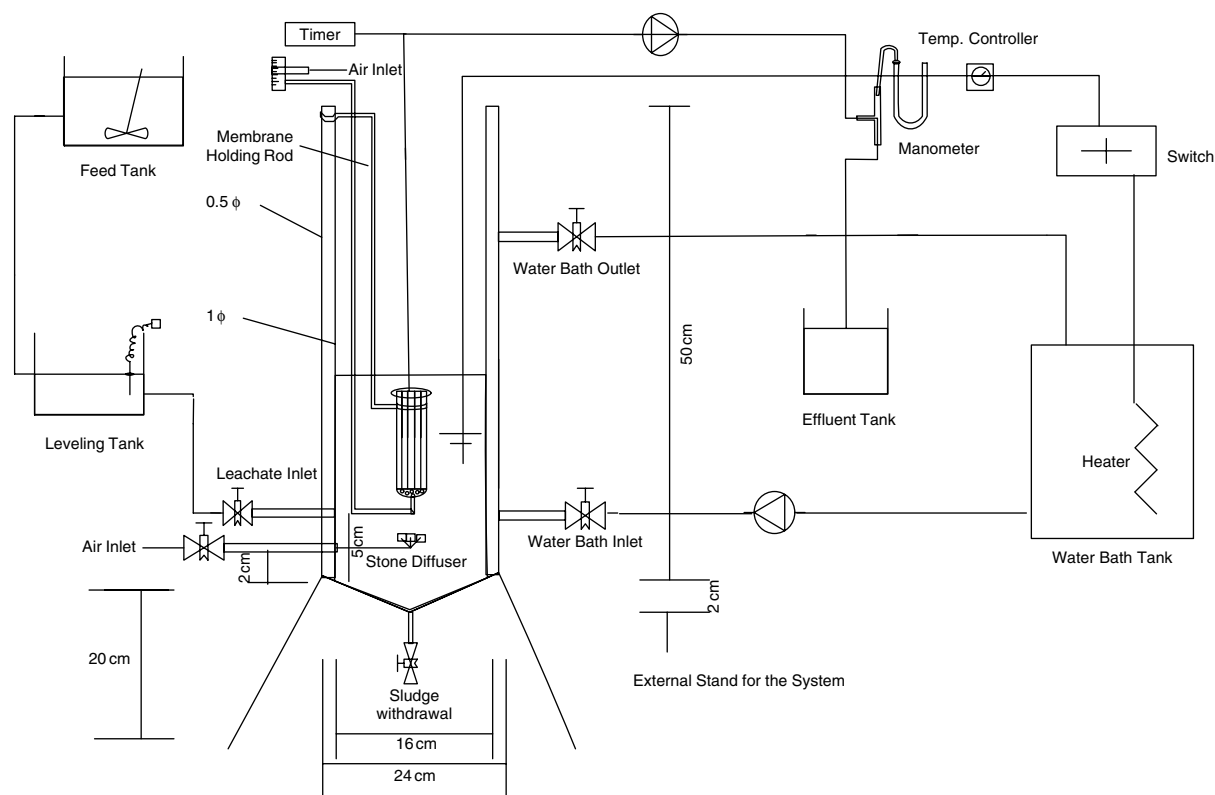 Timer
Temp. Controller
Air Inlet
Membrane
Holding Rod
Feed Tank
Manometer
Switch
0.5 ϕ
Water Bath Outlet
1 ϕ
50 cm
Effluent Tank
Leveling Tank
Leachate Inlet
Heater
Air Inlet
5 cm
Stone Diffuser
Water Bath Inlet
Water Bath Tank
2 cm
2 cm
20 cm
External Stand for the System
Sludge
withdrawal
16 cm
24 cm